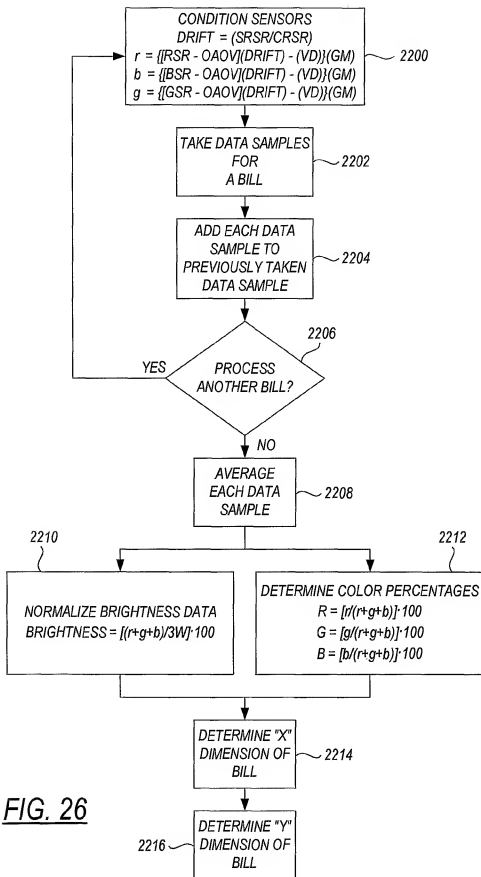 CONDITION SENSORS
DRIFT = (SRSR/CRSR)
r = {[RSR - OAOV](DRIFT) - (VD)}(GM)
b = {[BSR - OAOV](DRIFT) - (VD)}(GM)
g = {[GSR - OAOV](DRIFT) - (VD)}(GM)
2200
TAKE DATA SAMPLES
FOR
A BILL
2202
ADD EACH DATA
SAMPLE TO
PREVIOUSLY TAKEN
DATA SAMPLE
2204
2206
YES
PROCESS
ANOTHER BILL?
NO
AVERAGE
EACH DATA
SAMPLE
2208
2210
NORMALIZE BRIGHTNESS DATA
BRIGHTNESS = [(r+g+b)/3W]·100
2212
DETERMINE COLOR PERCENTAGES
R = [r/(r+g+b)]·100
G = [g/(r+g+b)]·100
B = [b/(r+g+b)]·100
DETERMINE "X"
DIMENSION OF
BILL
2214
FIG. 26
2216
DETERMINE "Y"
DIMENSION OF
BILL